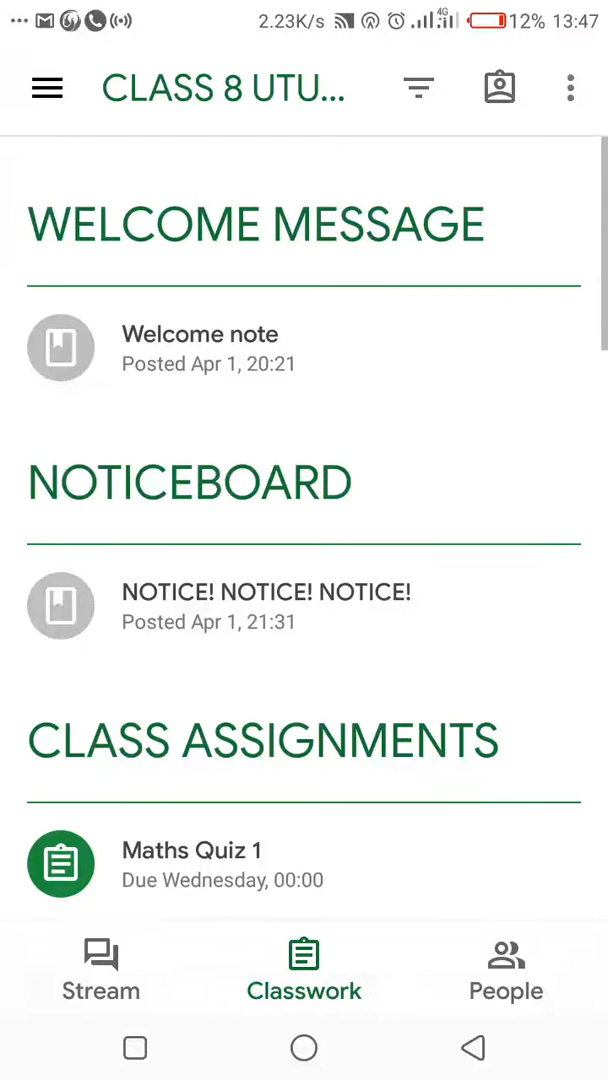 2.23K/s 4G 12% 13:47
CLASS 8 UTU...
WELCOME MESSAGE
Welcome note
Posted Apr 1, 20:21
NOTICEBOARD
NOTICE! NOTICE! NOTICE!
Posted Apr 1, 21:31
CLASS ASSIGNMENTS
Maths Quiz 1
Due Wednesday, 00:00
Stream Classwork People